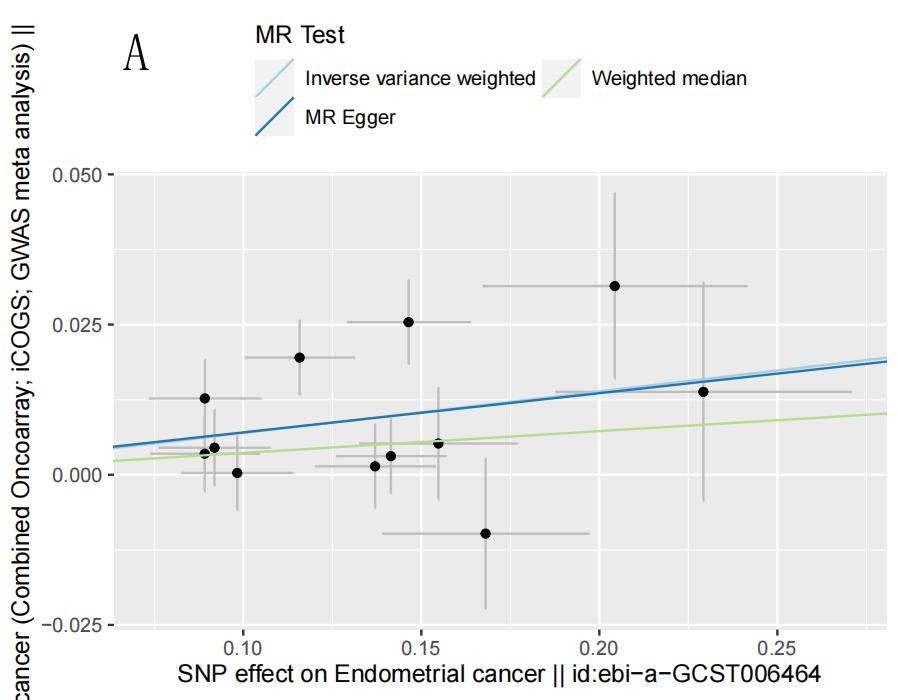 A
MR Test
Inverse variance weighted
Weighted median
MR Egger
cancer (Combined Oncoarray; iCOGS; GWAS meta analysis) ||
0.050
0.025
0.000
−0.025
0.10
0.15
0.20
0.25
SNP effect on Endometrial cancer || id:ebi−a−GCST006464